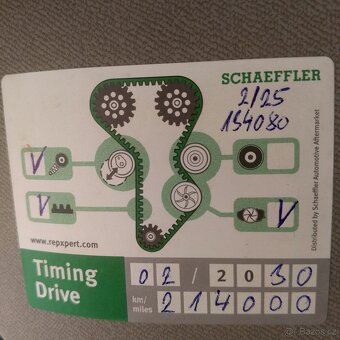 SCHAEFFLER
2/25
154080
V
V
V
www.repxpert.com
Distributed by Schaeffler Automotive Aftermarket
Timing
Drive
02/2030
km/
miles
214000